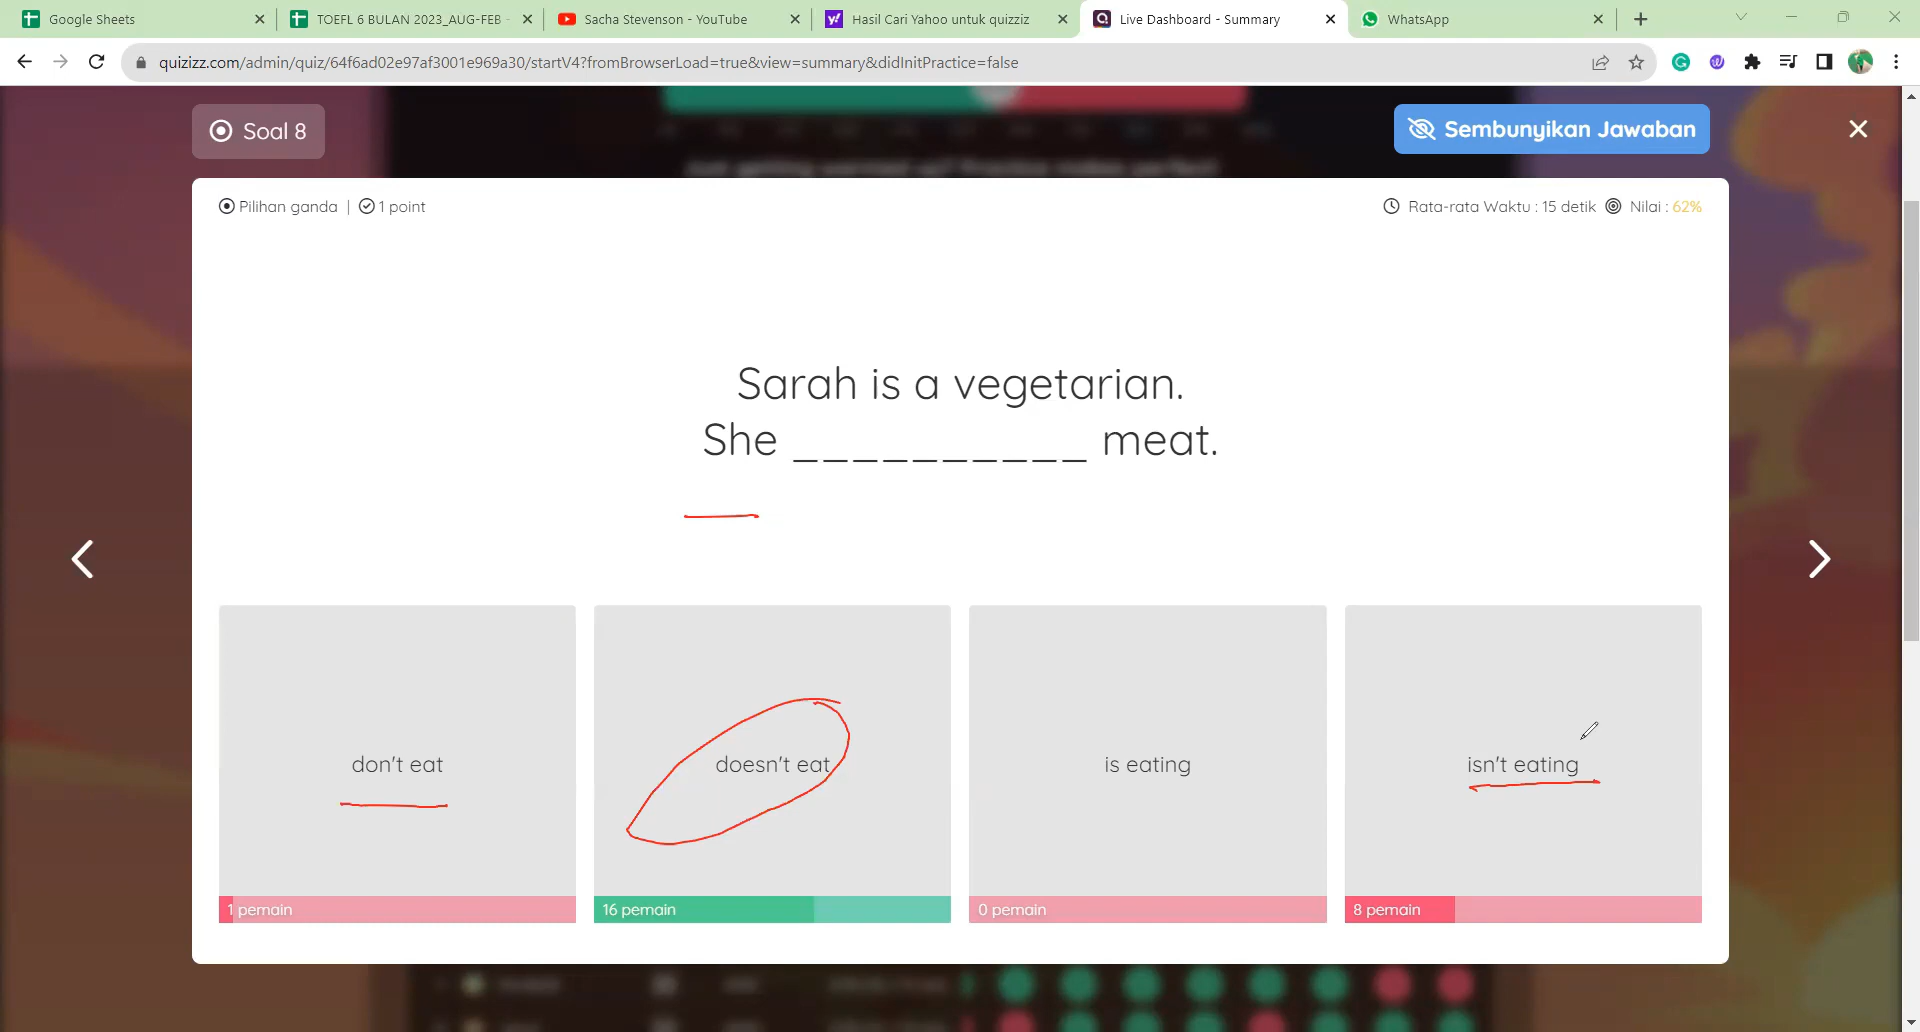 Google Sheets
TOEFL 6 BULAN 2023_AUG-FEB -
Sacha Stevenson - YouTube
Hasil Cari Yahoo untuk quizziz
Live Dashboard - Summary
WhatsApp
quizizz.com/admin/quiz/64f6ad02e97af3001e969a30/startV4?fromBrowserLoad=true&view=summary&didInitPractice=false
Soal 8
Sembunyikan Jawaban
Pilihan ganda | 1 point
Rata-rata Waktu : 15 detik Nilai : 62%
Sarah is a vegetarian.
She __________ meat.
don't eat
doesn't eat
is eating
isn't eating
1 pemain
16 pemain
0 pemain
8 pemain